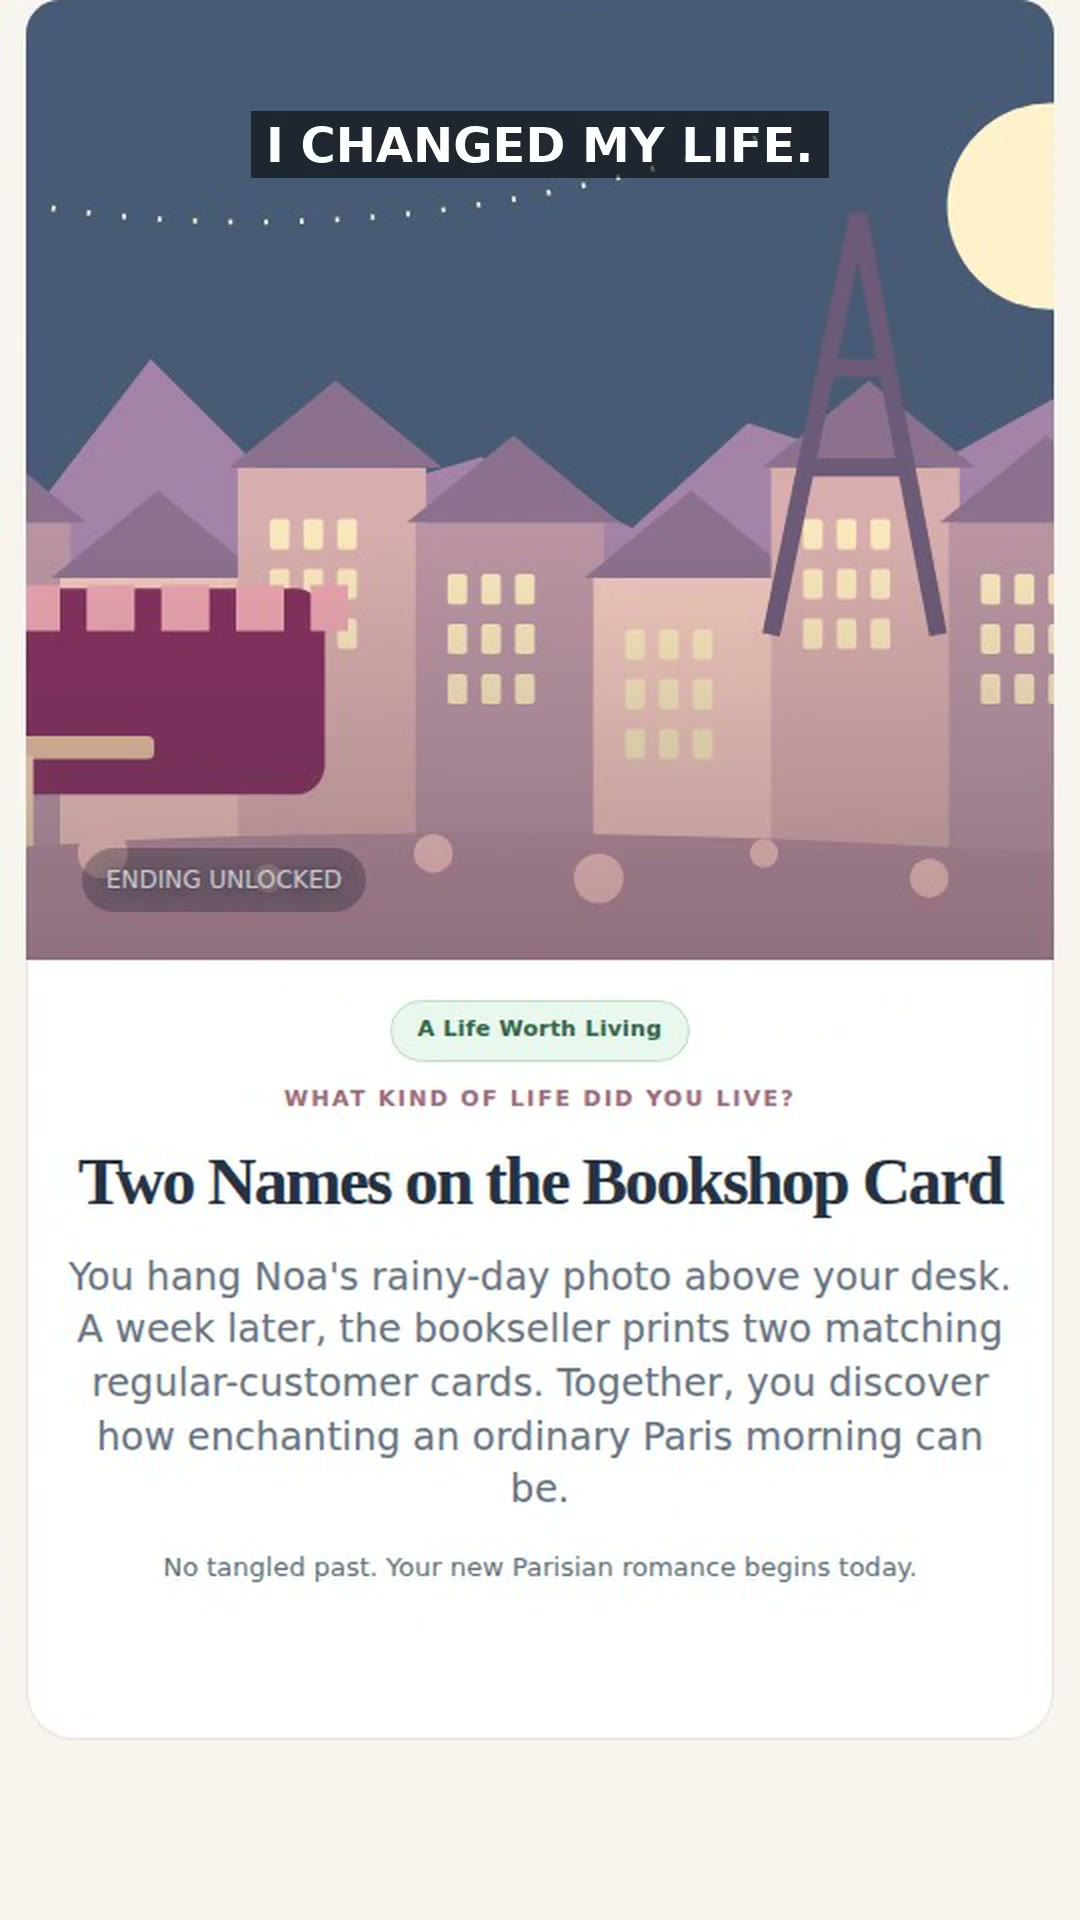 I CHANGED MY LIFE.
ENDING UNLOCKED
A Life Worth Living
WHAT KIND OF LIFE DID YOU LIVE?
Two Names on the Bookshop Card
You hang Noa's rainy-day photo above your desk.
A week later, the bookseller prints two matching
regular-customer cards. Together, you discover
how enchanting an ordinary Paris morning can
be.
No tangled past. Your new Parisian romance begins today.